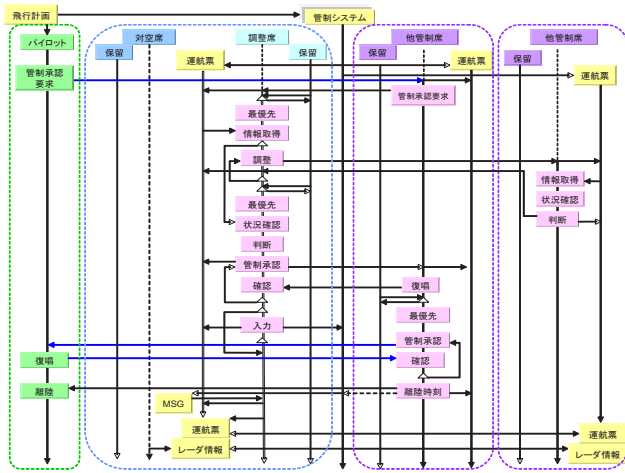 飛行計画
管制システム
パイロット
対空席
調整席
他管制席
他管制席
保留
保留
保留
保留
運航票
運航票
運航票
管制承認
要求
管制承認要求
最優先
情報取得
調整
情報取得
状況確認
判断
最優先
状況確認
判断
管制承認
確認
復唱
最優先
入力
管制承認
復唱
確認
離陸
離陸時刻
MSG
運航票
運航票
レーダ情報
レーダ情報